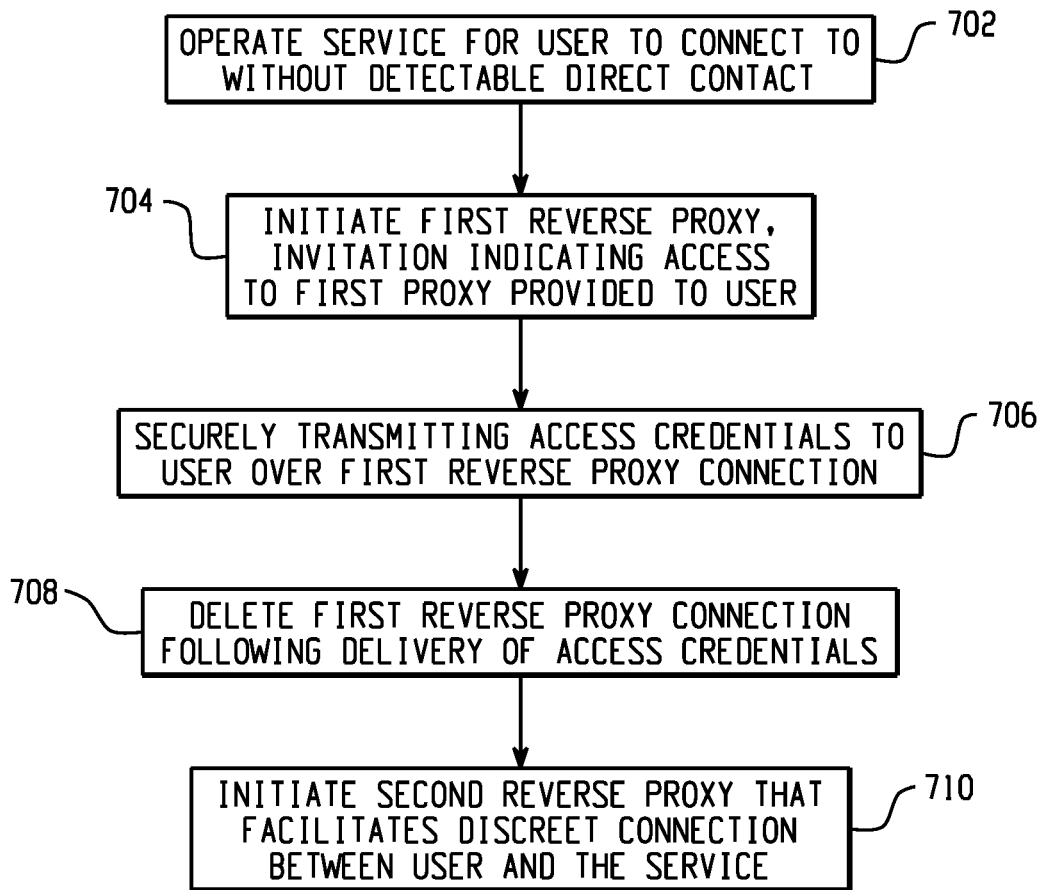 OPERATE SERVICE FOR USER TO CONNECT TO
WITHOUT DETECTABLE DIRECT CONTACT
702
704
INITIATE FIRST REVERSE PROXY,
INVITATION INDICATING ACCESS
TO FIRST PROXY PROVIDED TO USER
706
SECURELY TRANSMITTING ACCESS CREDENTIALS TO
USER OVER FIRST REVERSE PROXY CONNECTION
708
DELETE FIRST REVERSE PROXY CONNECTION
FOLLOWING DELIVERY OF ACCESS CREDENTIALS
INITIATE SECOND REVERSE PROXY THAT
FACILITATES DISCREET CONNECTION
BETWEEN USER AND THE SERVICE
710